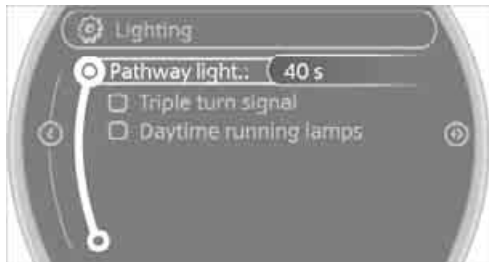 Lighting
Pathway light.: 40 s
Triple turn signal
Daytime running lamps